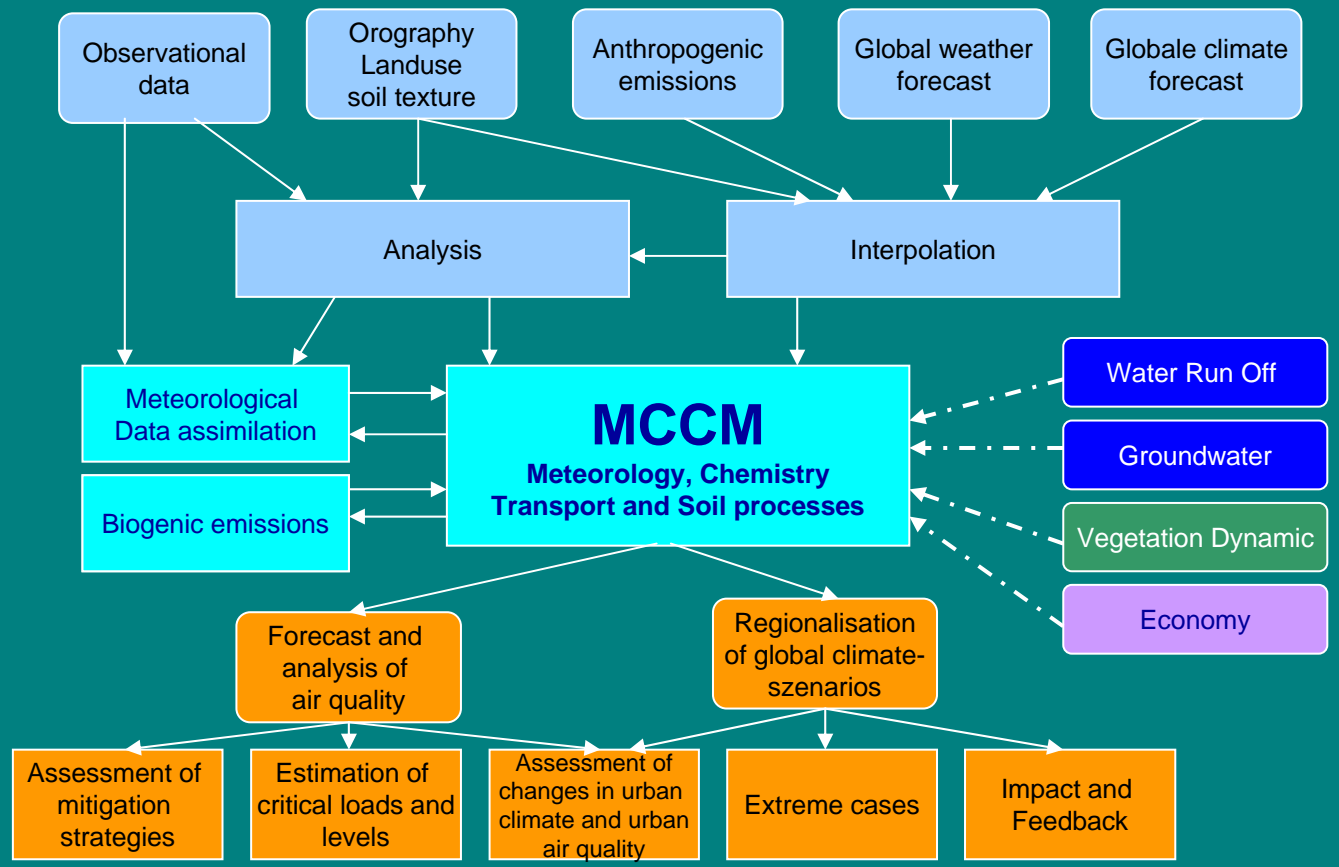 Observational
data
Orography
Landuse
soil texture
Anthropogenic
emissions
Global weather
forecast
Globale climate
forecast
Analysis
Interpolation
Meteorological
Data assimilation
Biogenic emissions
MCCM
Meteorology, Chemistry
Transport and Soil processes
Water Run Off
Groundwater
Vegetation Dynamic
Economy
Forecast and
analysis of
air quality
Regionalisation
of global climate-
szenarios
Assessment of
mitigation
strategies
Estimation of
critical loads and
levels
Assessment of
changes in urban
climate and urban
air quality
Extreme cases
Impact and
Feedback